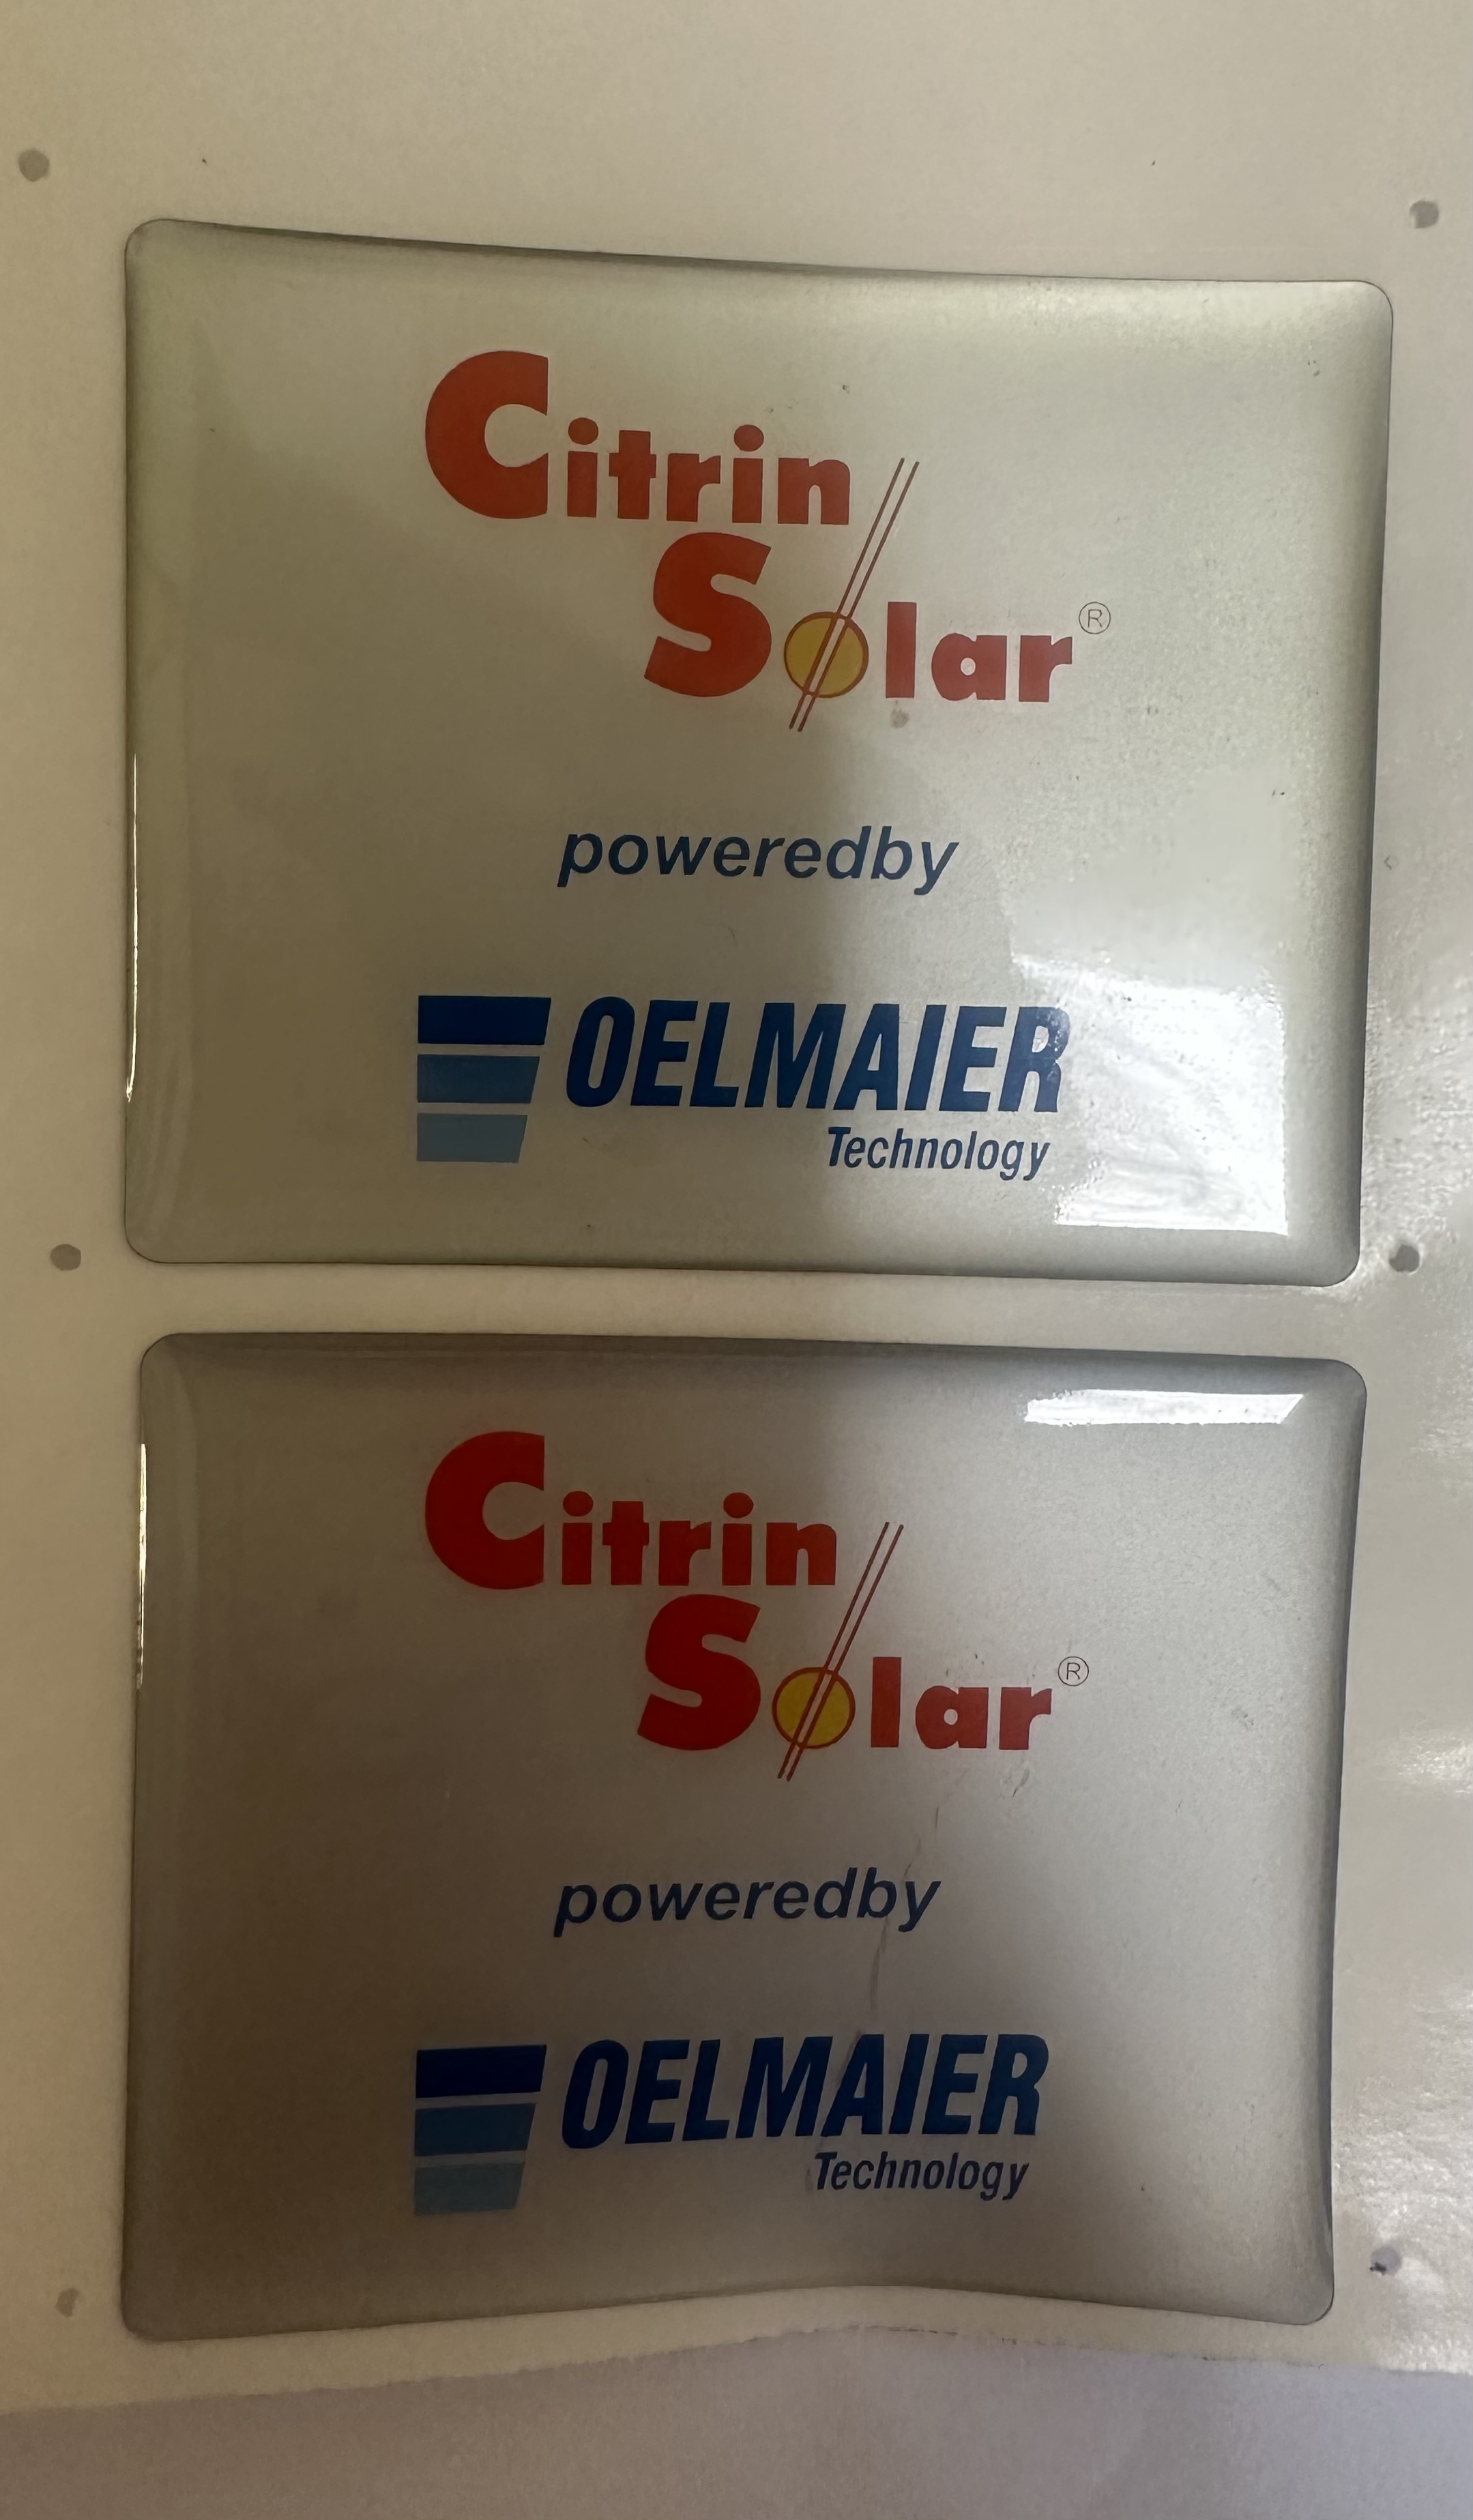 Citrin
Solar®
poweredby
OELMAIER
Technology
Citrin
Solar®
poweredby
OELMAIER
Technology